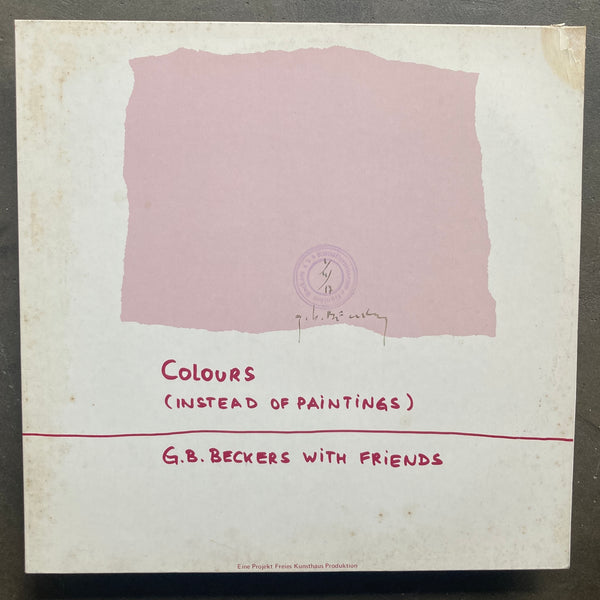 COLOURS
(INSTEAD OF PAINTINGS)
G.B. BECKERS WITH FRIENDS
Eine Projekt Freies Kunsthaus Produktion